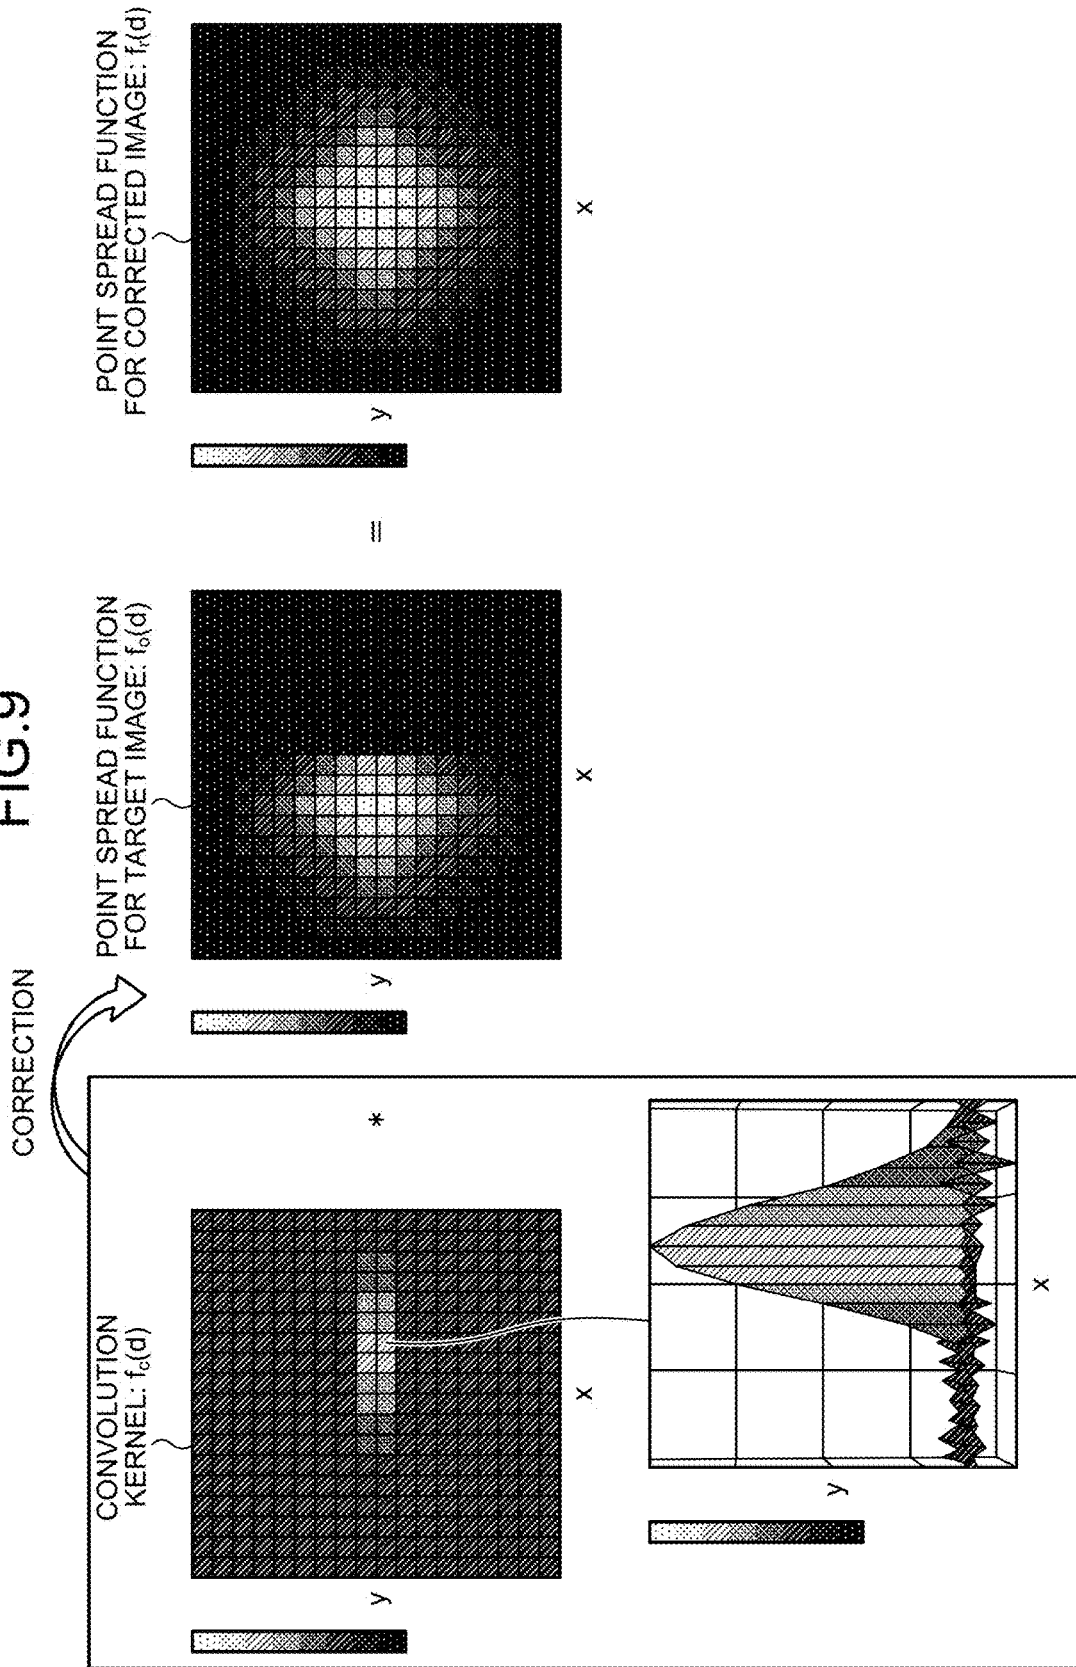 FIG.9
CORRECTION
CONVOLUTION
KERNEL: fc(d)
y
x
*
POINT SPREAD FUNCTION
FOR TARGET IMAGE: fo(d)
y
x
=
POINT SPREAD FUNCTION
FOR CORRECTED IMAGE: fr(d)
y
x
y
x